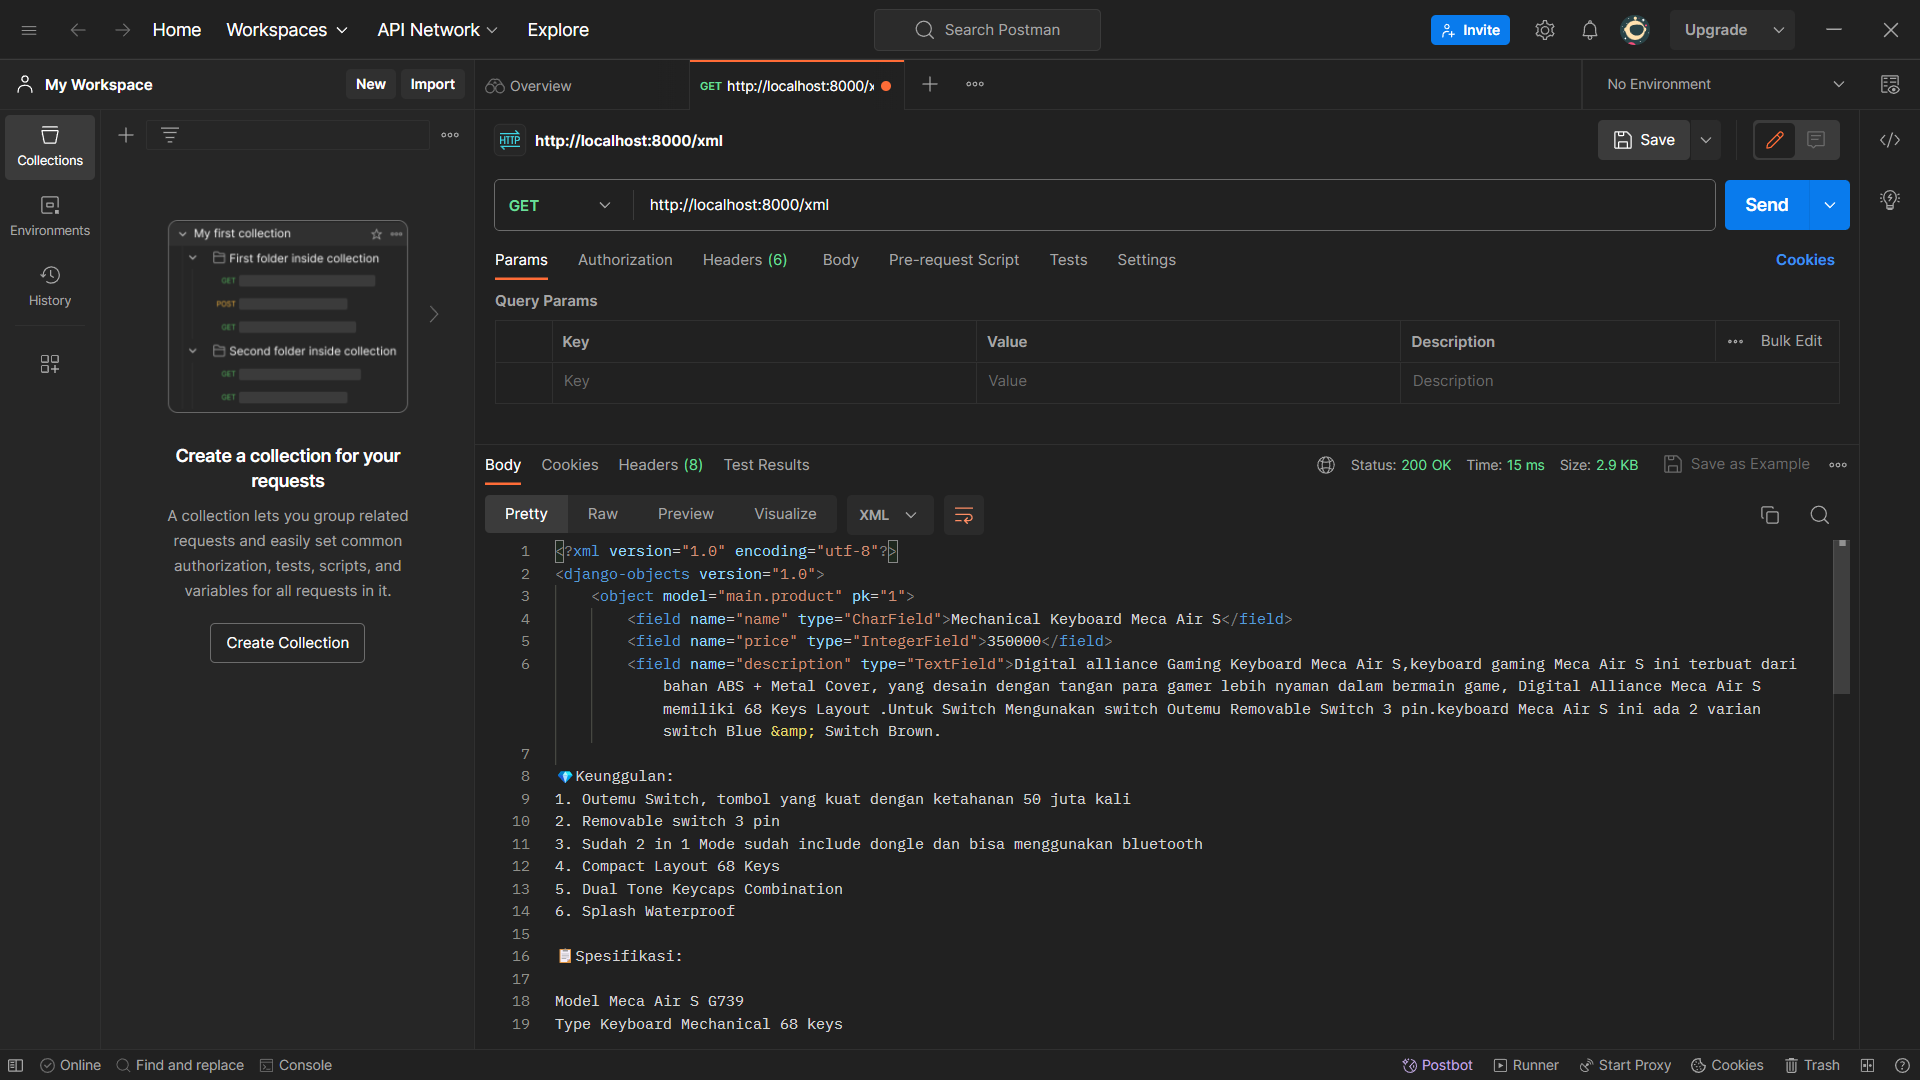 Home Workspaces API Network Explore Search Postman Invite Upgrade
My Workspace New Import Overview GET http://localhost:8000/x No Environment
Collections
Environments
History
My first collection
First folder inside collection
GET
POST
GET
Second folder inside collection
GET
GET
Create a collection for your
requests
A collection lets you group related
requests and easily set common
authorization, tests, scripts, and
variables for all requests in it.
Create Collection
HTTP http://localhost:8000/xml Save
GET http://localhost:8000/xml Send
Params Authorization Headers (6) Body Pre-request Script Tests Settings Cookies
Query Params
Key Value Description Bulk Edit
Key Value Description
Body Cookies Headers (8) Test Results Status: 200 OK Time: 15 ms Size: 2.9 KB Save as Example
Pretty Raw Preview Visualize XML
1 <?xml version="1.0" encoding="utf-8"?>
2 <django-objects version="1.0">
3 <object model="main.product" pk="1">
4 <field name="name" type="CharField">Mechanical Keyboard Meca Air S</field>
5 <field name="price" type="IntegerField">350000</field>
6 <field name="description" type="TextField">Digital alliance Gaming Keyboard Meca Air S,keyboard gaming Meca Air S ini terbuat dari
bahan ABS + Metal Cover, yang desain dengan tangan para gamer lebih nyaman dalam bermain game, Digital Alliance Meca Air S
memiliki 68 Keys Layout .Untuk Switch Mengunakan switch Outemu Removable Switch 3 pin.keyboard Meca Air S ini ada 2 varian
switch Blue &amp; Switch Brown.
7
8 💎Keunggulan:
9 1. Outemu Switch, tombol yang kuat dengan ketahanan 50 juta kali
10 2. Removable switch 3 pin
11 3. Sudah 2 in 1 Mode sudah include dongle dan bisa menggunakan bluetooth
12 4. Compact Layout 68 Keys
13 5. Dual Tone Keycaps Combination
14 6. Splash Waterproof
15
16 📋Spesifikasi:
17
18 Model Meca Air S G739
19 Type Keyboard Mechanical 68 keys
Online Find and replace Console Postbot Runner Start Proxy Cookies Trash